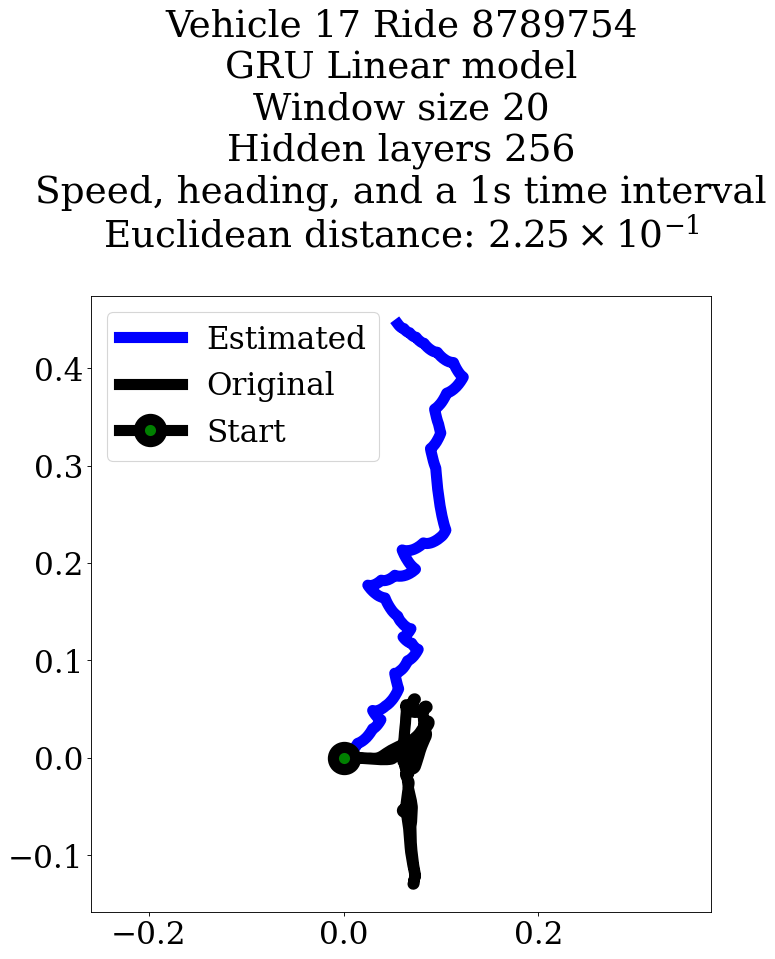 Vehicle 17 Ride 8789754
GRU Linear model
Window size 20
Hidden layers 256
Speed, heading, and a 1s time interval
Euclidean distance: 2.25 × 10⁻¹
Estimated
Original
Start
0.4
0.3
0.2
0.1
0.0
−0.1
−0.2 0.0 0.2